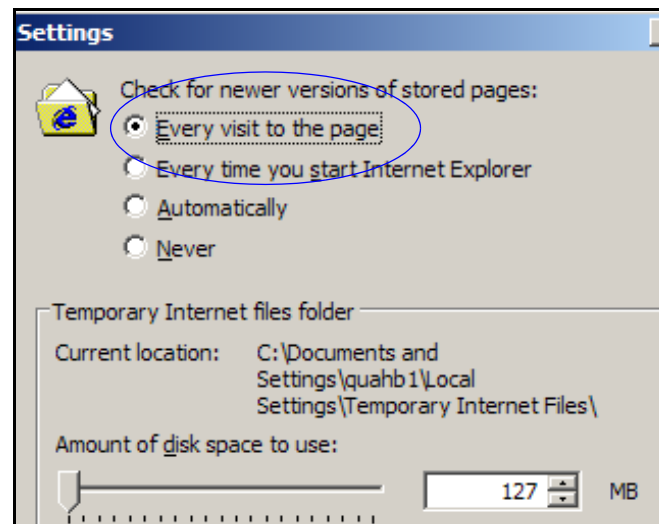 Settings
Check for newer versions of stored pages:
Every visit to the page
Every time you start Internet Explorer
Automatically
Never
Temporary Internet files folder
Current location: C:\Documents and
Settings\quahb1\Local
Settings\Temporary Internet Files\
Amount of disk space to use:
127 MB